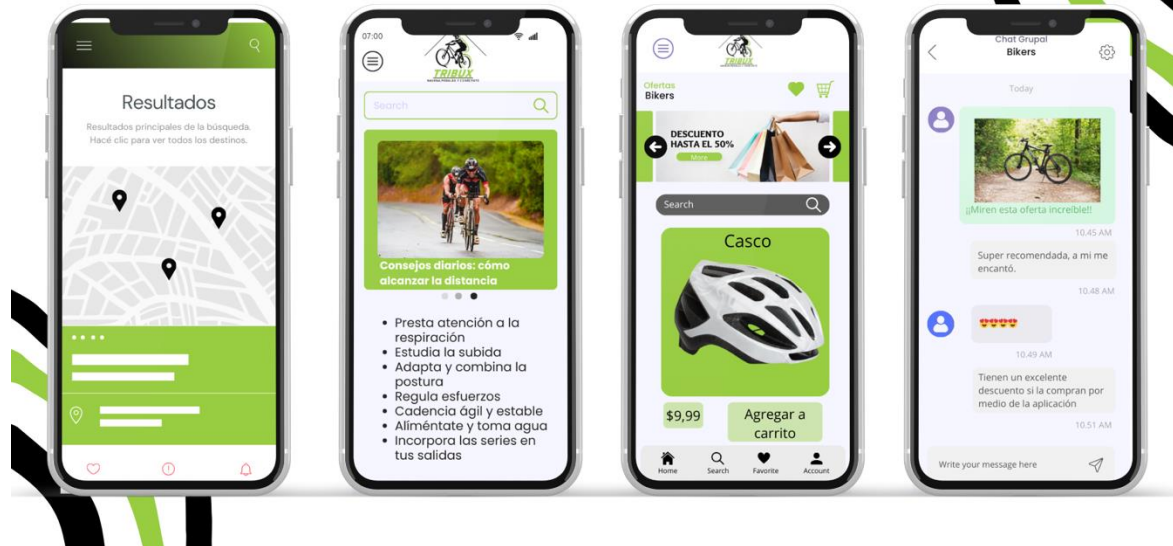 Resultados
Resultados principales de la búsqueda.
Hacé clic para ver todos los destinos.
07:00
TRIBUX
Search
Consejos diarios: cómo
alcanzar la distancia
• Presta atención a la
respiración
• Estudia la subida
• Adapta y combina la
postura
• Regula esfuerzos
• Cadencia ágil y estable
• Aliméntate y toma agua
• Incorpora las series en
tus salidas
TRIBUX
Ofertas
Bikers
DESCUENTO
HASTA EL 50%
More
Search
Casco
$9,99
Agregar a
carrito
Home
Search
Favorite
Account
Chat Grupal
Bikers
Today
¡¡Miren esta oferta increíble!!
10.45 AM
Super recomendada, a mi me
encantó.
10.48 AM
10.49 AM
Tienen un excelente
descuento si la compran por
medio de la aplicación
10.51 AM
Write your message here